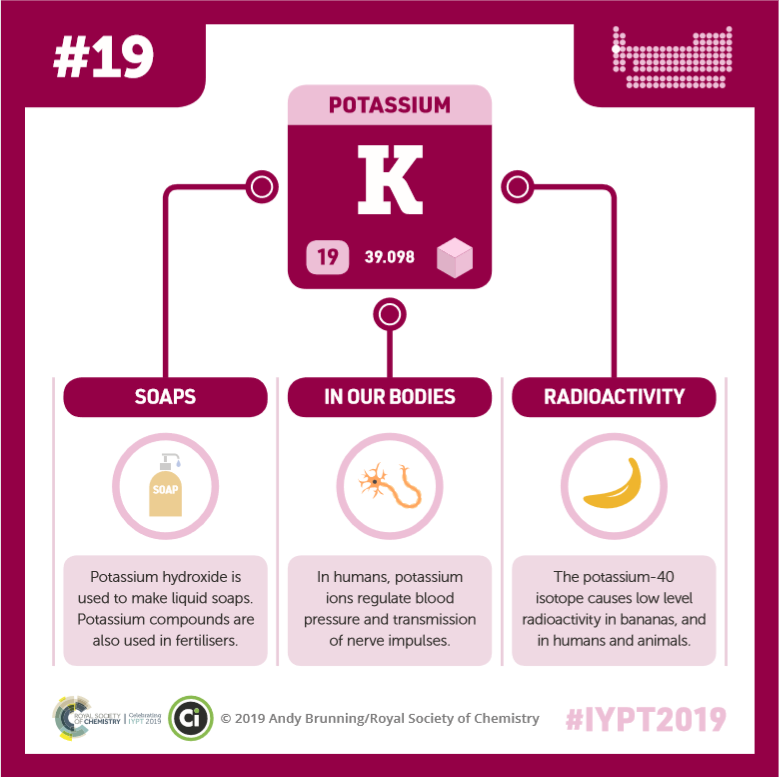 #19
POTASSIUM
K
19 39.098
SOAPS
SOAP
Potassium hydroxide is
used to make liquid soaps.
Potassium compounds are
also used in fertilisers.
IN OUR BODIES
In humans, potassium
ions regulate blood
pressure and transmission
of nerve impulses.
RADIOACTIVITY
The potassium-40
isotope causes low level
radioactivity in bananas, and
in humans and animals.
ROYAL SOCIETY
OF CHEMISTRY
Celebrating
IYPT 2019
Ci
© 2019 Andy Brunning/Royal Society of Chemistry
#IYPT2019